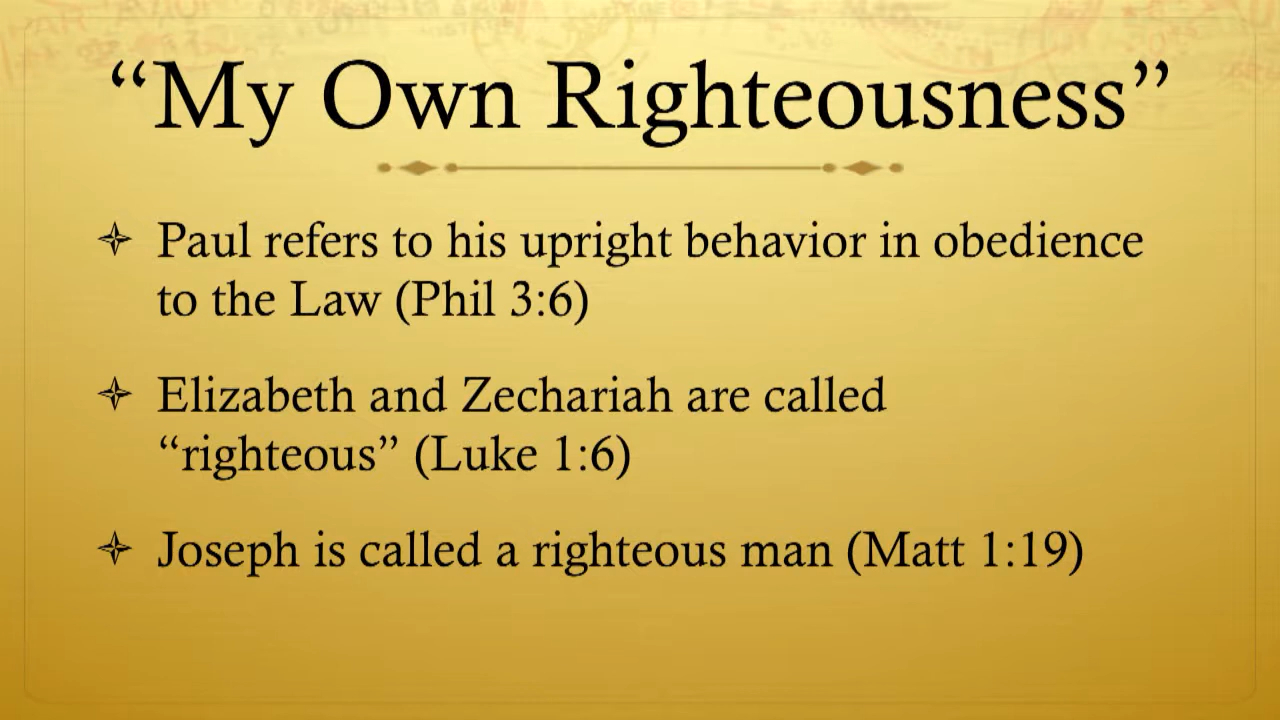 “My Own Righteousness”
Paul refers to his upright behavior in obedience
to the Law (Phil 3:6)
Elizabeth and Zechariah are called
“righteous” (Luke 1:6)
Joseph is called a righteous man (Matt 1:19)